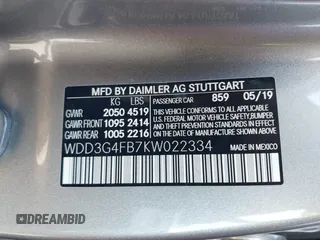 MFD BY DAIMLER AG STUTTGART
KG LBS PASSENGER CAR 859 05/19
GVWR 2050 4519
GAWR FRONT 1095 2414
GAWR REAR 1005 2216
THIS VEHICLE CONFORMS TO ALL
APPLICABLE U.S. FEDERAL MOTOR
VEHICLE SAFETY, BUMPER, AND
THEFT PREVENTION STANDARDS IN
EFFECT ON THE DATE OF
MANUFACTURE SHOWN ABOVE.
WDD3G4FB7KW022334
MADE IN MEXICO
DREAMBID